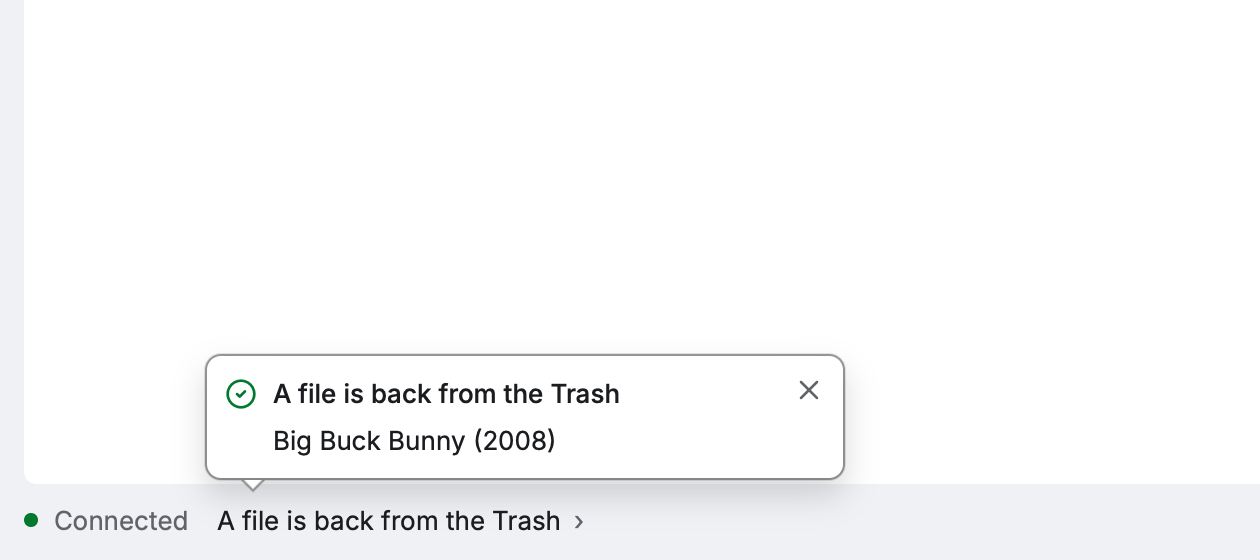 A file is back from the Trash
Big Buck Bunny (2008)
Connected A file is back from the Trash ›